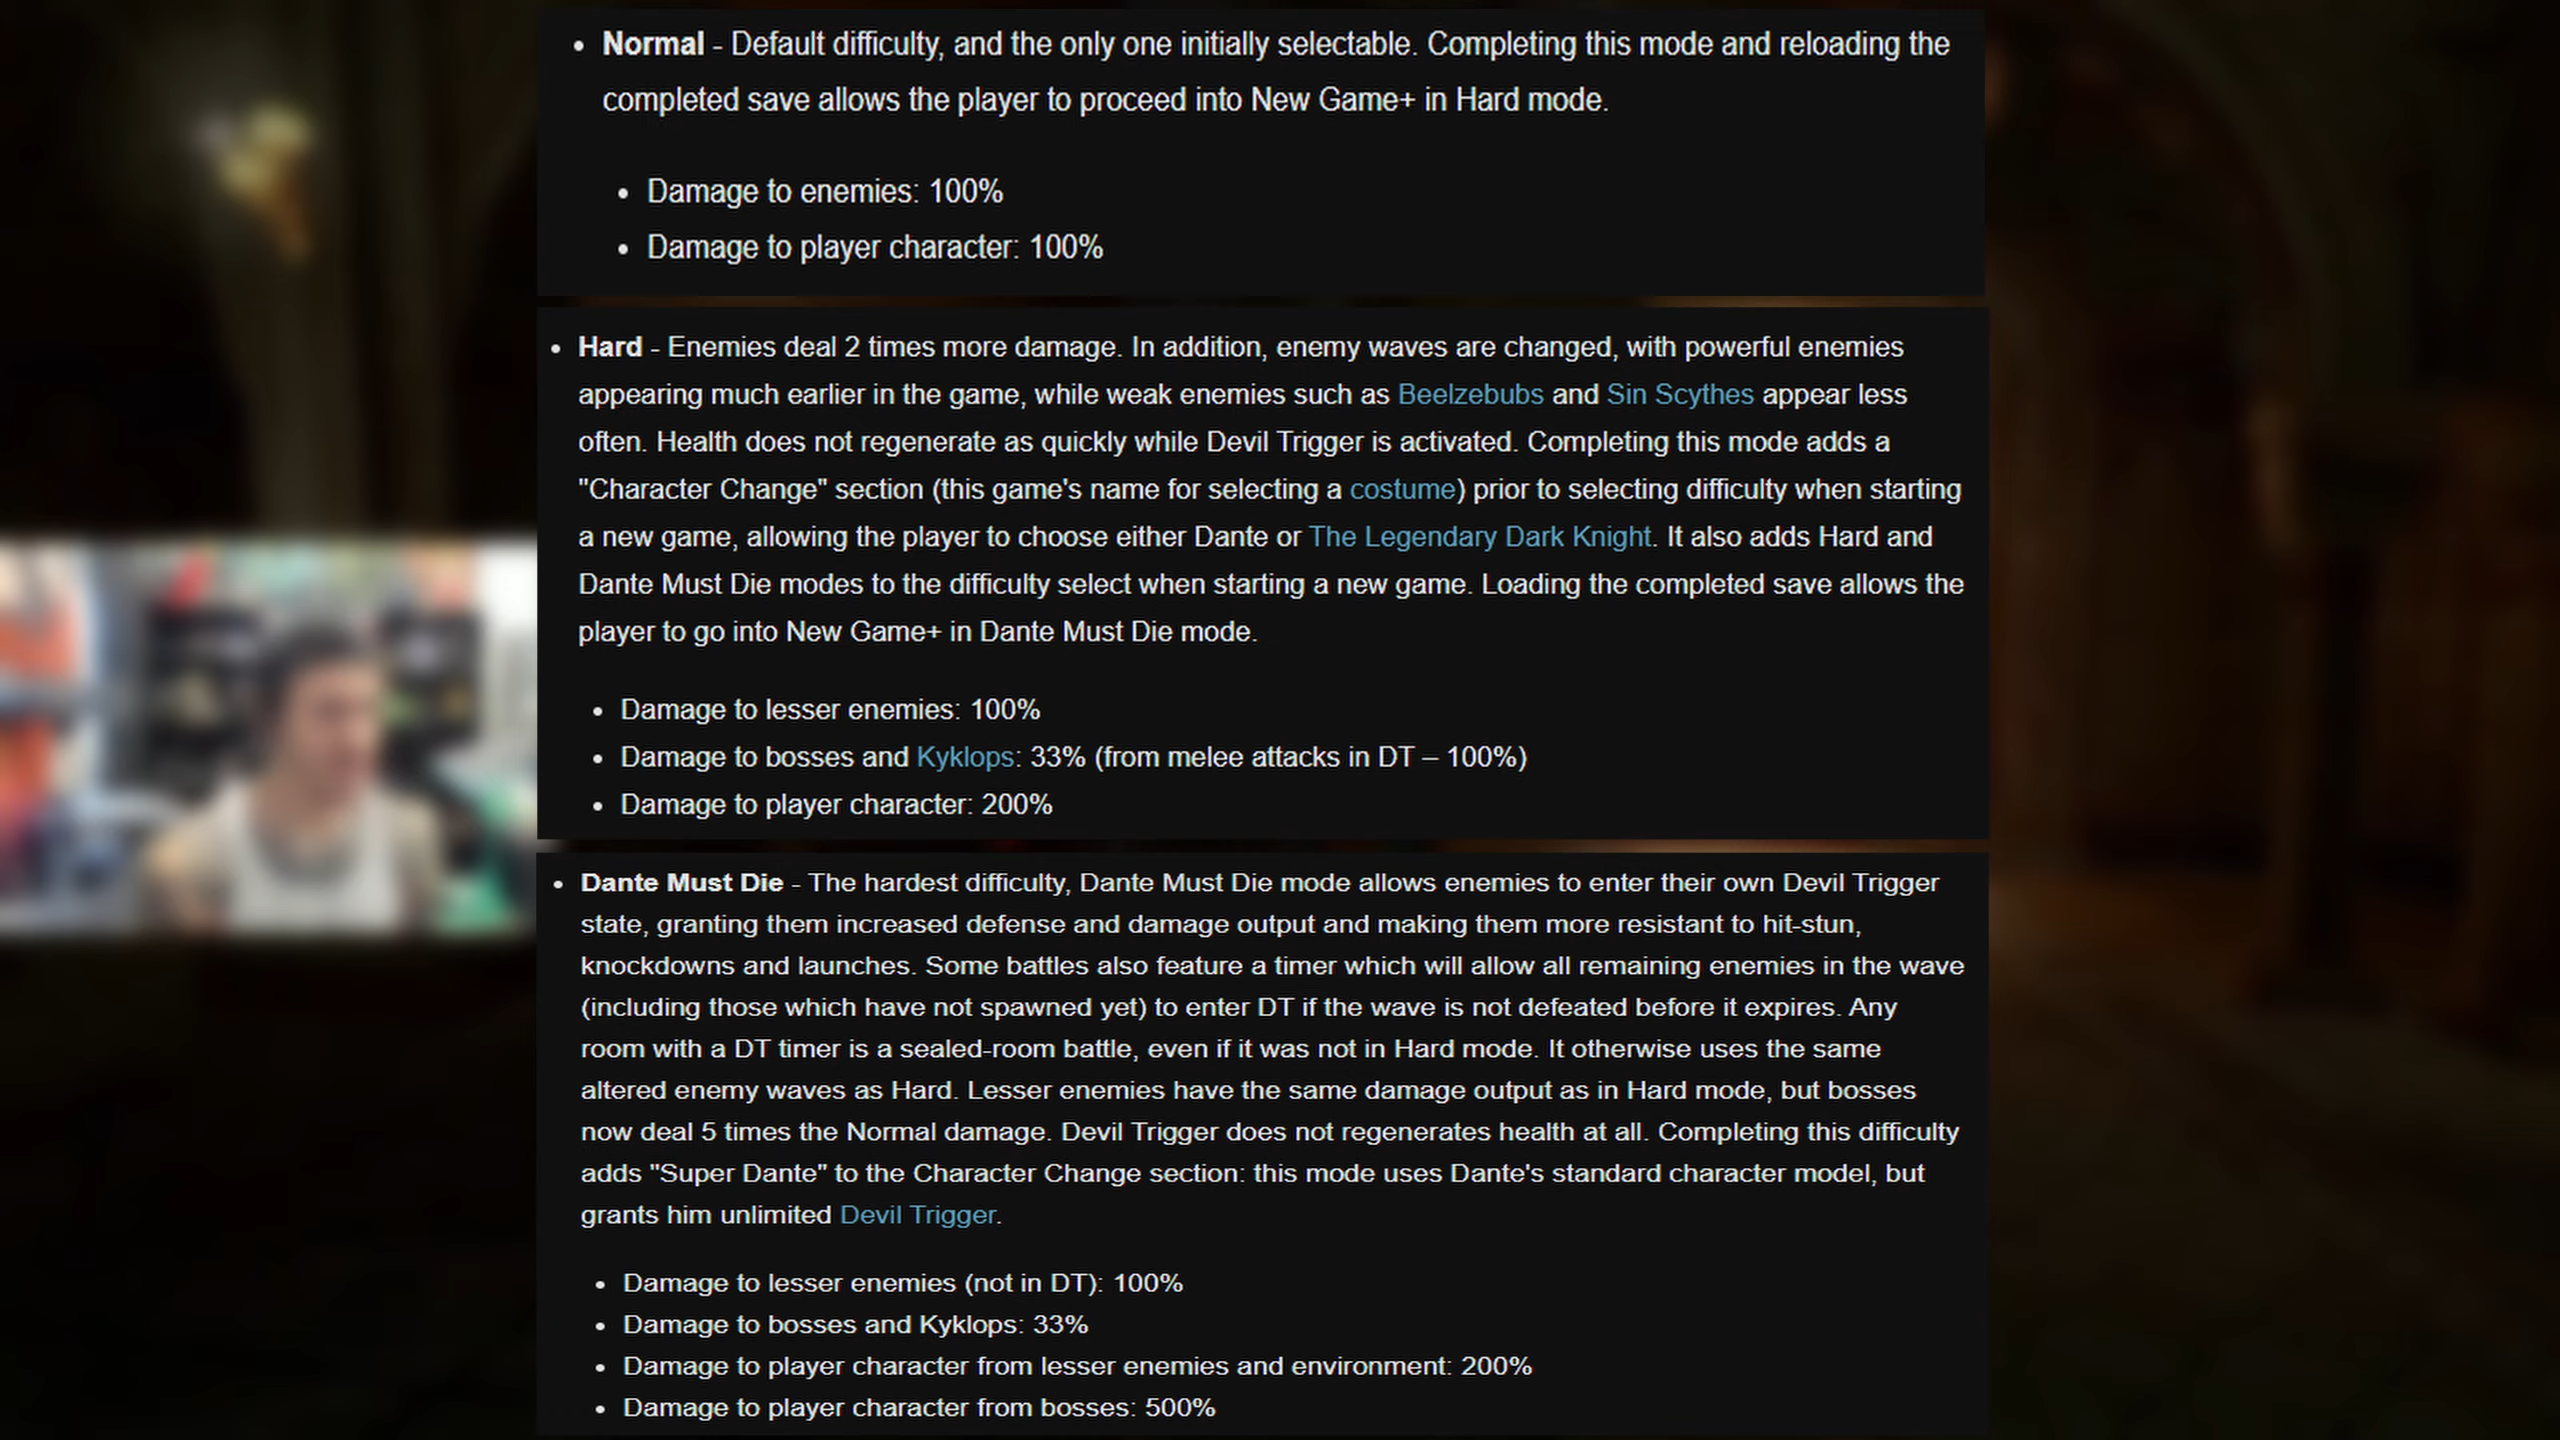 Normal - Default difficulty, and the only one initially selectable. Completing this mode and reloading the
completed save allows the player to proceed into New Game+ in Hard mode.
Damage to enemies: 100%
Damage to player character: 100%
Hard - Enemies deal 2 times more damage. In addition, enemy waves are changed, with powerful enemies
appearing much earlier in the game, while weak enemies such as Beelzebubs and Sin Scythes appear less
often. Health does not regenerate as quickly while Devil Trigger is activated. Completing this mode adds a
"Character Change" section (this game's name for selecting a costume) prior to selecting difficulty when starting
a new game, allowing the player to choose either Dante or The Legendary Dark Knight. It also adds Hard and
Dante Must Die modes to the difficulty select when starting a new game. Loading the completed save allows the
player to go into New Game+ in Dante Must Die mode.
Damage to lesser enemies: 100%
Damage to bosses and Kyklops: 33% (from melee attacks in DT – 100%)
Damage to player character: 200%
Dante Must Die - The hardest difficulty, Dante Must Die mode allows enemies to enter their own Devil Trigger
state, granting them increased defense and damage output and making them more resistant to hit-stun,
knockdowns and launches. Some battles also feature a timer which will allow all remaining enemies in the wave
(including those which have not spawned yet) to enter DT if the wave is not defeated before it expires. Any
room with a DT timer is a sealed-room battle, even if it was not in Hard mode. It otherwise uses the same
altered enemy waves as Hard. Lesser enemies have the same damage output as in Hard mode, but bosses
now deal 5 times the Normal damage. Devil Trigger does not regenerates health at all. Completing this difficulty
adds "Super Dante" to the Character Change section: this mode uses Dante's standard character model, but
grants him unlimited Devil Trigger.
Damage to lesser enemies (not in DT): 100%
Damage to bosses and Kyklops: 33%
Damage to player character from lesser enemies and environment: 200%
Damage to player character from bosses: 500%